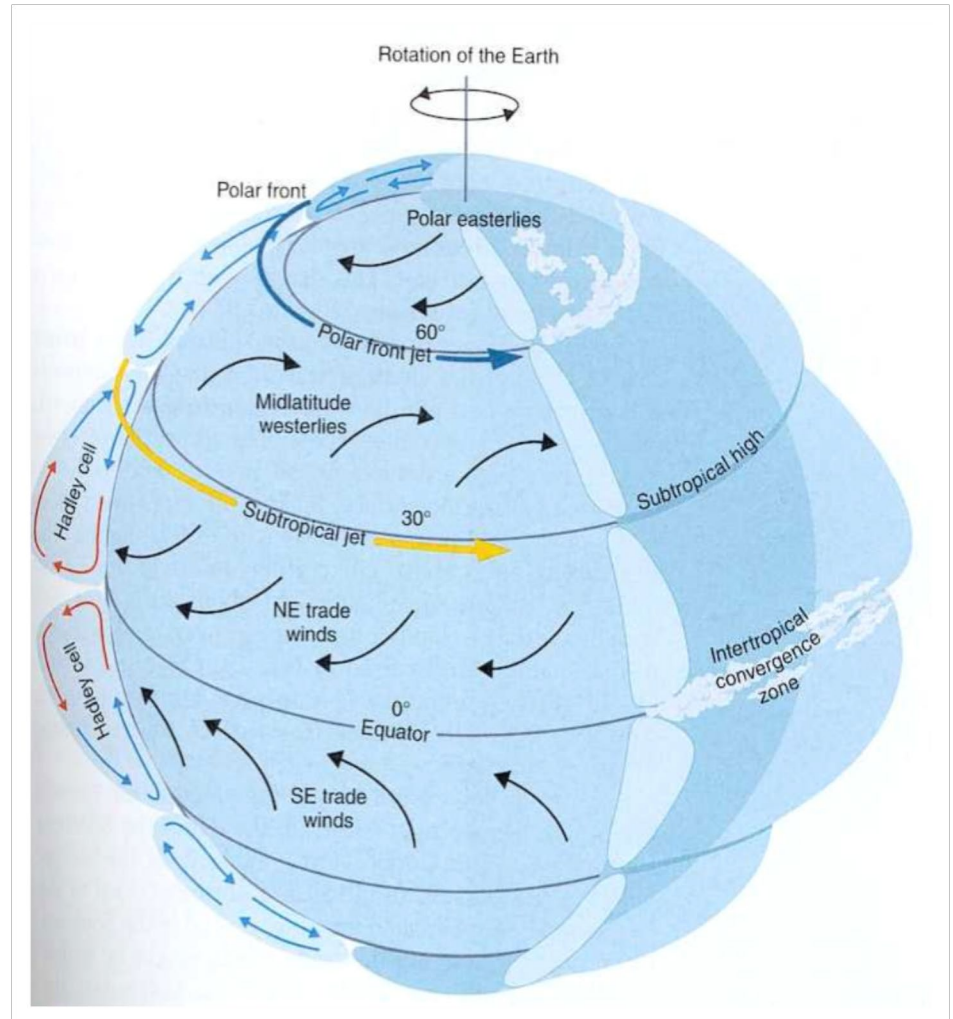 Rotation of the Earth
Polar front
Polar easterlies
60°
Polar front jet
Midlatitude
westerlies
Subtropical high
Hadley cell
30°
Subtropical jet
NE trade
winds
Intertropical
convergence
zone
Hadley cell
0°
Equator
SE trade
winds